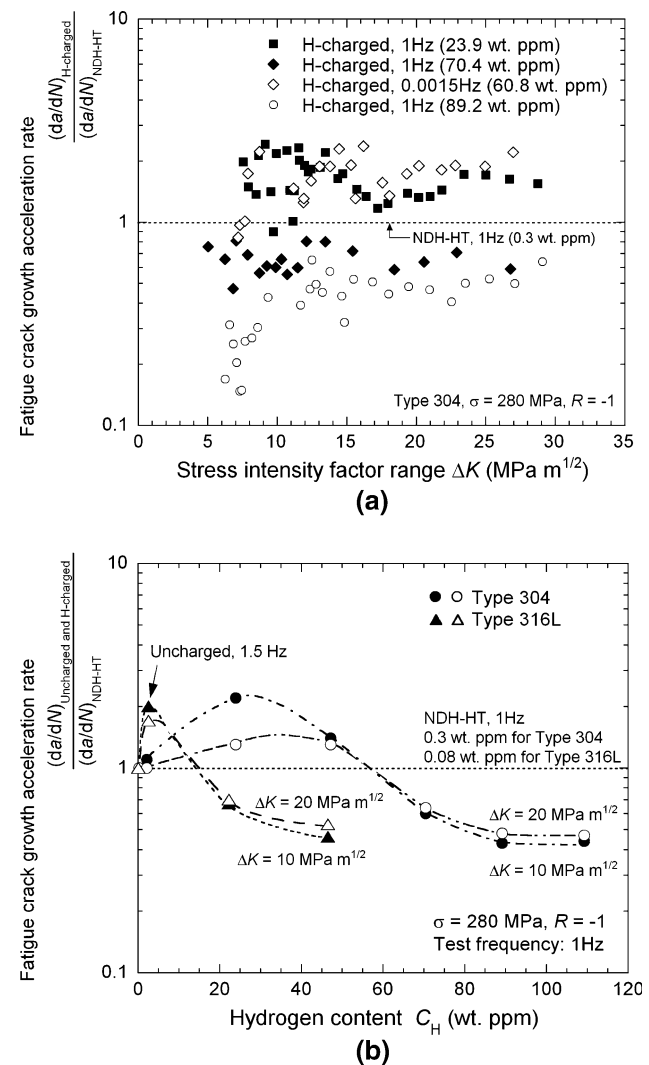 Fatigue crack growth acceleration rate
(da/dN)H-charged
(da/dN)NDH-HT
10
1
0.1
H-charged, 1Hz (23.9 wt. ppm)
H-charged, 1Hz (70.4 wt. ppm)
H-charged, 0.0015Hz (60.8 wt. ppm)
H-charged, 1Hz (89.2 wt. ppm)
NDH-HT, 1Hz (0.3 wt. ppm)
Type 304, σ = 280 MPa, R = -1
0 5 10 15 20 25 30 35
Stress intensity factor range ΔK (MPa m^1/2)
(a)
Fatigue crack growth acceleration rate
(da/dN)Uncharged and H-charged
(da/dN)NDH-HT
10
1
0.1
Type 304
Type 316L
Uncharged, 1.5 Hz
NDH-HT, 1Hz
0.3 wt. ppm for Type 304
0.08 wt. ppm for Type 316L
ΔK = 20 MPa m^1/2
ΔK = 10 MPa m^1/2
ΔK = 20 MPa m^1/2
ΔK = 10 MPa m^1/2
σ = 280 MPa, R = -1
Test frequency: 1Hz
0 20 40 60 80 100 120
Hydrogen content CH (wt. ppm)
(b)